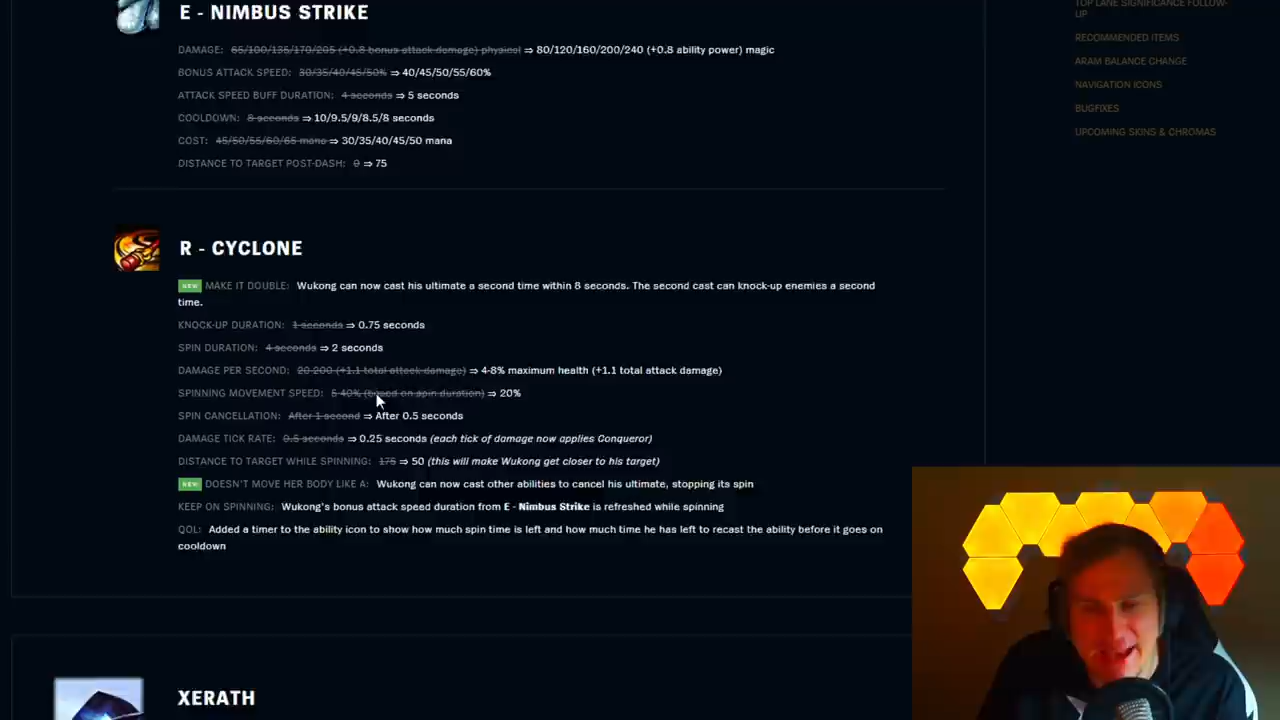 TOP LANE SIGNIFICANCE FOLLOW-
UP
RECOMMENDED ITEMS
ARAM BALANCE CHANGE
NAVIGATION ICONS
BUGFIXES
UPCOMING SKINS & CHROMAS
E - NIMBUS STRIKE
DAMAGE: 65/100/135/170/205 (+0.8 bonus attack damage) physical ⇒ 80/120/160/200/240 (+0.8 ability power) magic
BONUS ATTACK SPEED: 30/35/40/45/50% ⇒ 40/45/50/55/60%
ATTACK SPEED BUFF DURATION: 4 seconds ⇒ 5 seconds
COOLDOWN: 8 seconds ⇒ 10/9.5/9/8.5/8 seconds
COST: 45/50/55/60/65 mana ⇒ 30/35/40/45/50 mana
DISTANCE TO TARGET POST-DASH: 0 ⇒ 75
R - CYCLONE
NEW MAKE IT DOUBLE: Wukong can now cast his ultimate a second time within 8 seconds. The second cast can knock-up enemies a second
time.
KNOCK-UP DURATION: 1 seconds ⇒ 0.75 seconds
SPIN DURATION: 4 seconds ⇒ 2 seconds
DAMAGE PER SECOND: 20-200 (+1.1 total attack damage) ⇒ 4-8% maximum health (+1.1 total attack damage)
SPINNING MOVEMENT SPEED: 5-40% (based on spin duration) ⇒ 20%
SPIN CANCELLATION: After 1 second ⇒ After 0.5 seconds
DAMAGE TICK RATE: 0.5 seconds ⇒ 0.25 seconds (each tick of damage now applies Conqueror)
DISTANCE TO TARGET WHILE SPINNING: 175 ⇒ 50 (this will make Wukong get closer to his target)
NEW DOESN'T MOVE HER BODY LIKE A: Wukong can now cast other abilities to cancel his ultimate, stopping its spin
KEEP ON SPINNING: Wukong's bonus attack speed duration from E - Nimbus Strike is refreshed while spinning
QOL: Added a timer to the ability icon to show how much spin time is left and how much time he has left to recast the ability before it goes on
cooldown
XERATH